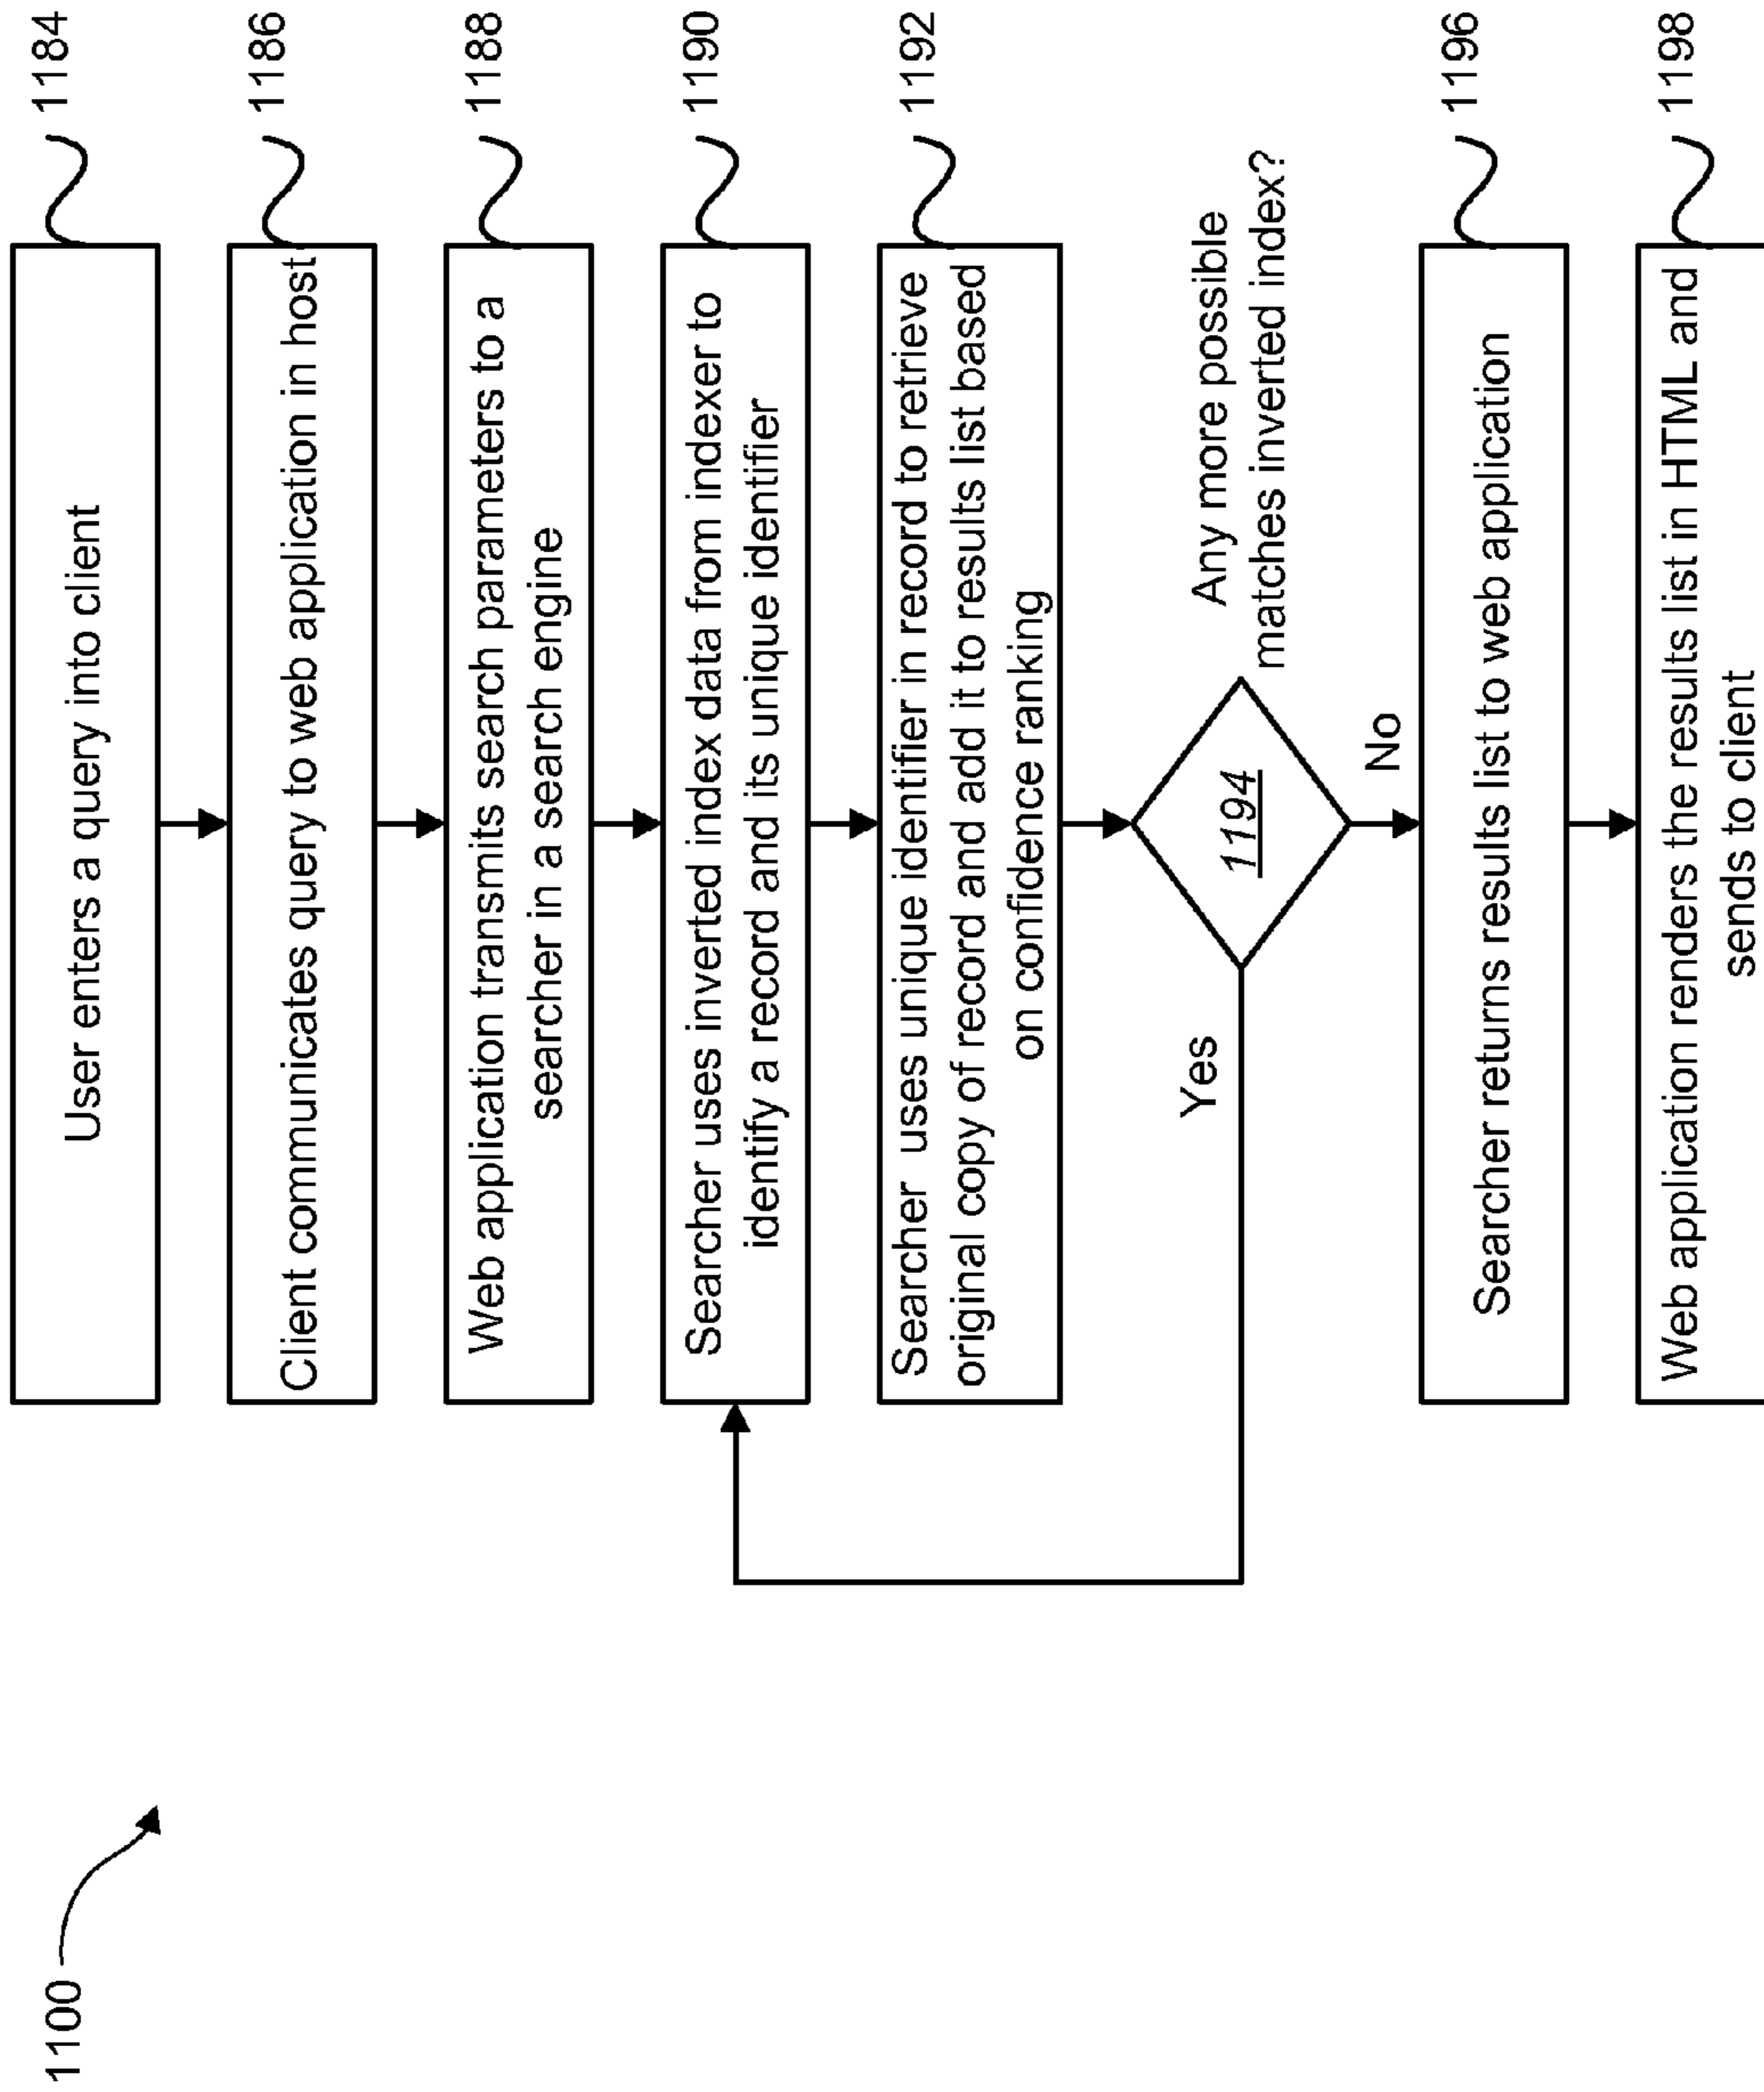 1100
User enters a query into client
1184
Client communicates query to web application in host
1186
Web application transmits search parameters to a
searcher in a search engine
1188
Searcher uses inverted index data from indexer to
identify a record and its unique identifier
1190
Searcher uses unique identifier in record to retrieve
original copy of record and add it to results list based
on confidence ranking
1192
Any more possible
matches inverted index?
1194
Yes
No
Searcher returns results list to web application
1196
Web application renders the results list in HTML and
sends to client
1198